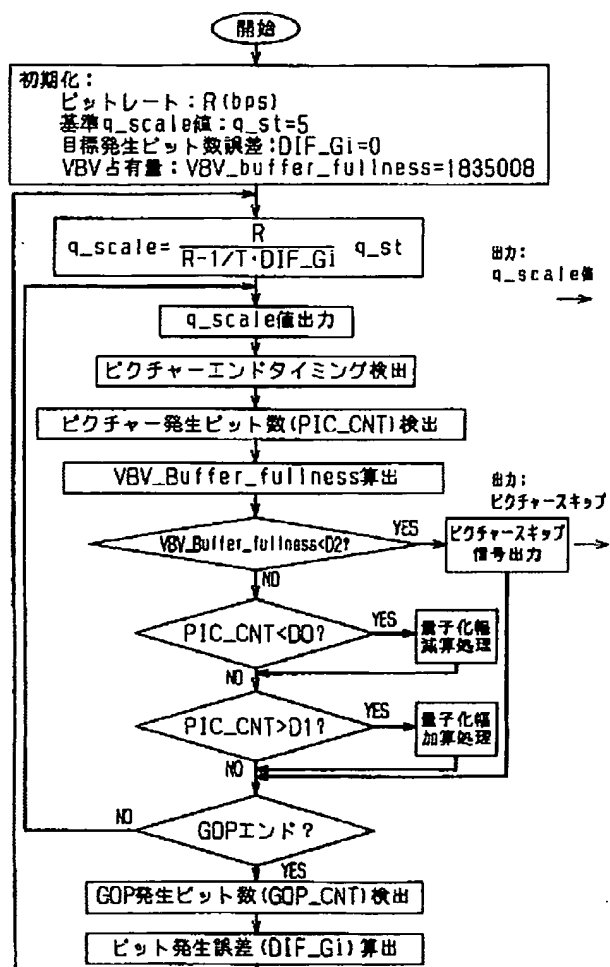 開始
初期化：
ビットレート：R(bps)
基準q_scale値：q_st=5
目標発生ビット数誤差：DIF_Gi=0
VBV占有量：VBV_buffer_fullness=1835008
q_scale= R / R-1/T·DIF_Gi q_st
出力：
q_scale値
q_scale値出力
ピクチャーエンドタイミング検出
ピクチャー発生ビット数(PIC_CNT)検出
VBV_Buffer_fullness算出
出力：
ピクチャースキップ
VBV_Buffer_fullness<D2?
YES
ピクチャースキップ
信号出力
NO
PIC_CNT<D0?
YES
量子化幅
減算処理
NO
PIC_CNT>D1?
YES
量子化幅
加算処理
NO
GOPエンド？
NO
YES
GOP発生ビット数(GOP_CNT)検出
ビット発生誤差(DIF_Gi)算出